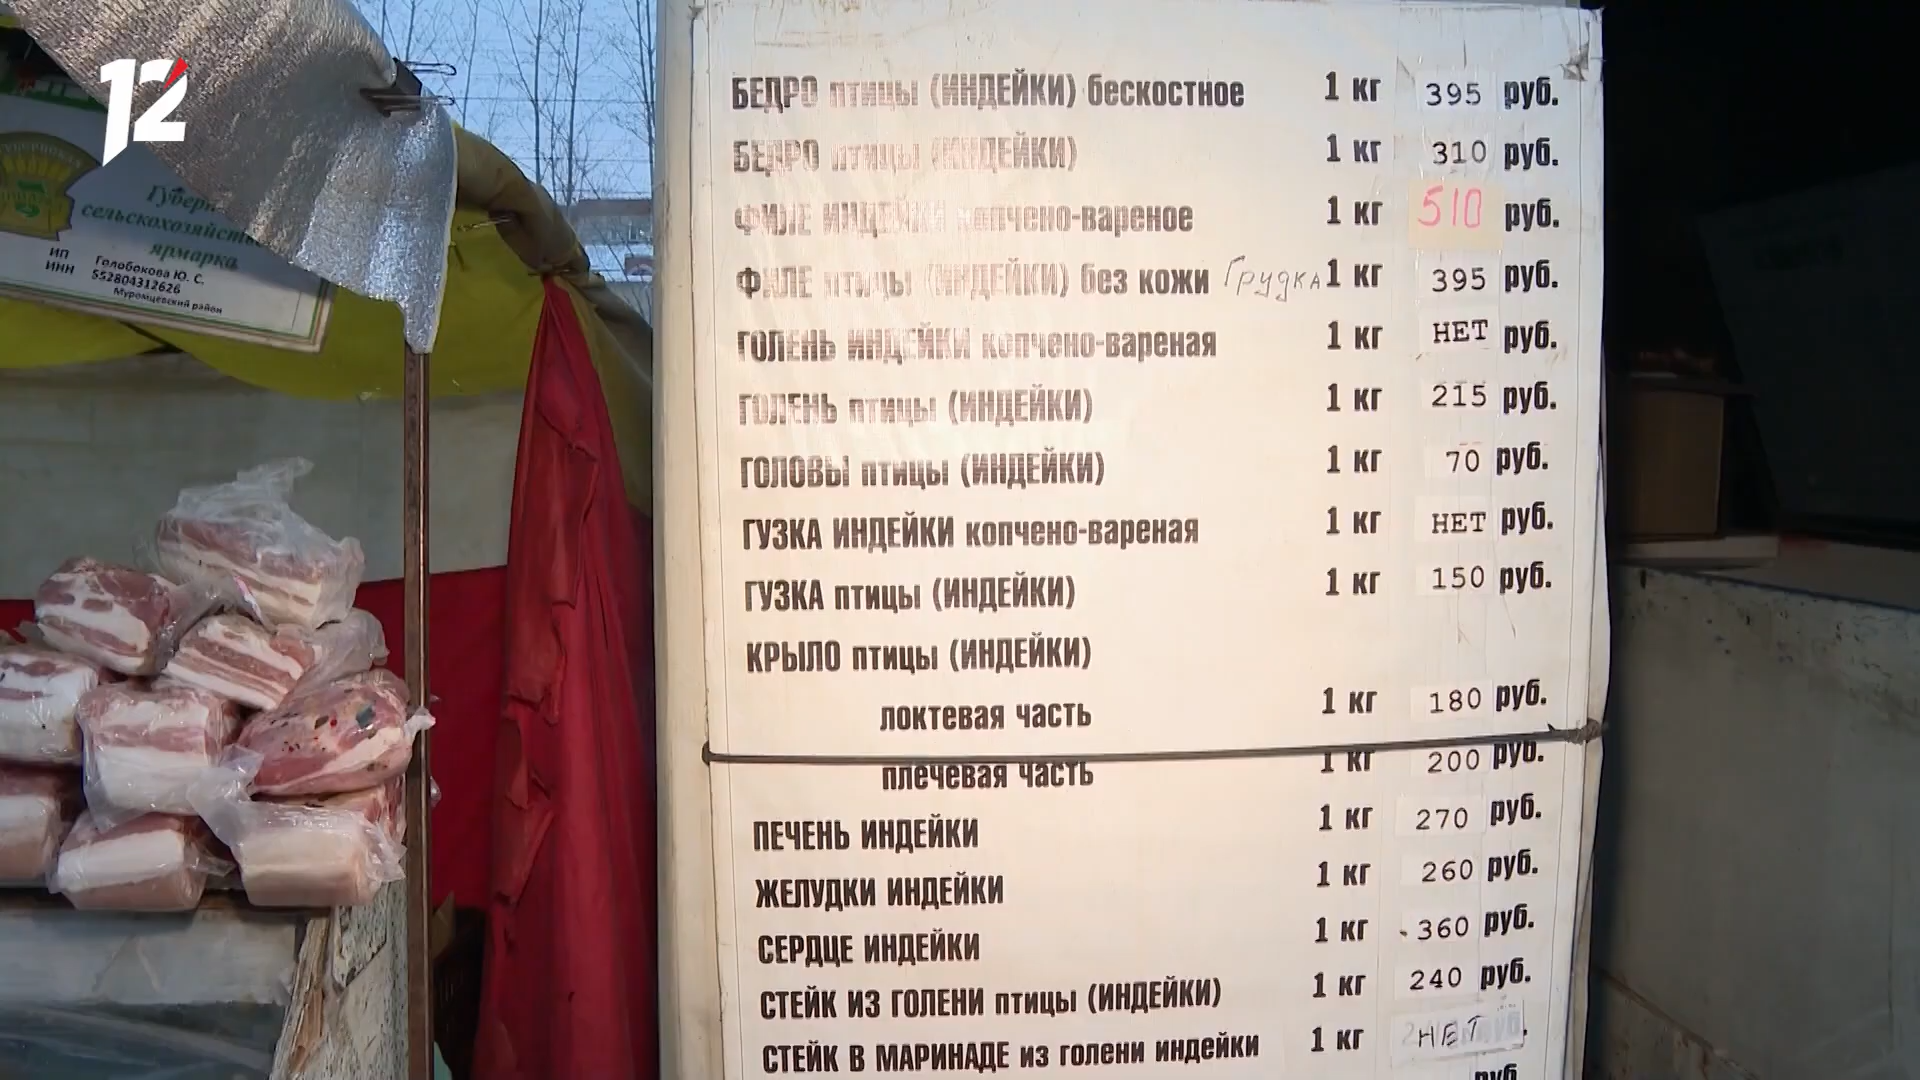 12
Губерн
сельскохозяйств
ярмарка
ИП Голобокова Ю. С.
ИНН 552804312626
Муромцевский район
БЕДРО птицы (ИНДЕЙКИ) бескостное 1 кг 395 руб.
БЕДРО птицы (ИНДЕЙКИ) 1 кг 310 руб.
ФИЛЕ ИНДЕЙКИ копчено-вареное 1 кг 510 руб.
ФИЛЕ птицы (ИНДЕЙКИ) без кожи Грудка 1 кг 395 руб.
ГОЛЕНЬ ИНДЕЙКИ копчено-вареная 1 кг НЕТ руб.
ГОЛЕНЬ птицы (ИНДЕЙКИ) 1 кг 215 руб.
ГОЛОВЫ птицы (ИНДЕЙКИ) 1 кг 70 руб.
ГУЗКА ИНДЕЙКИ копчено-вареная 1 кг НЕТ руб.
ГУЗКА птицы (ИНДЕЙКИ) 1 кг 150 руб.
КРЫЛО птицы (ИНДЕЙКИ)
локтевая часть 1 кг 180 руб.
плечевая часть 1 кг 200 руб.
ПЕЧЕНЬ ИНДЕЙКИ 1 кг 270 руб.
ЖЕЛУДКИ ИНДЕЙКИ 1 кг 260 руб.
СЕРДЦЕ ИНДЕЙКИ 1 кг 360 руб.
СТЕЙК ИЗ ГОЛЕНИ птицы (ИНДЕЙКИ) 1 кг 240 руб.
СТЕЙК В МАРИНАДЕ из голени индейки 1 кг НЕТ руб.
руб